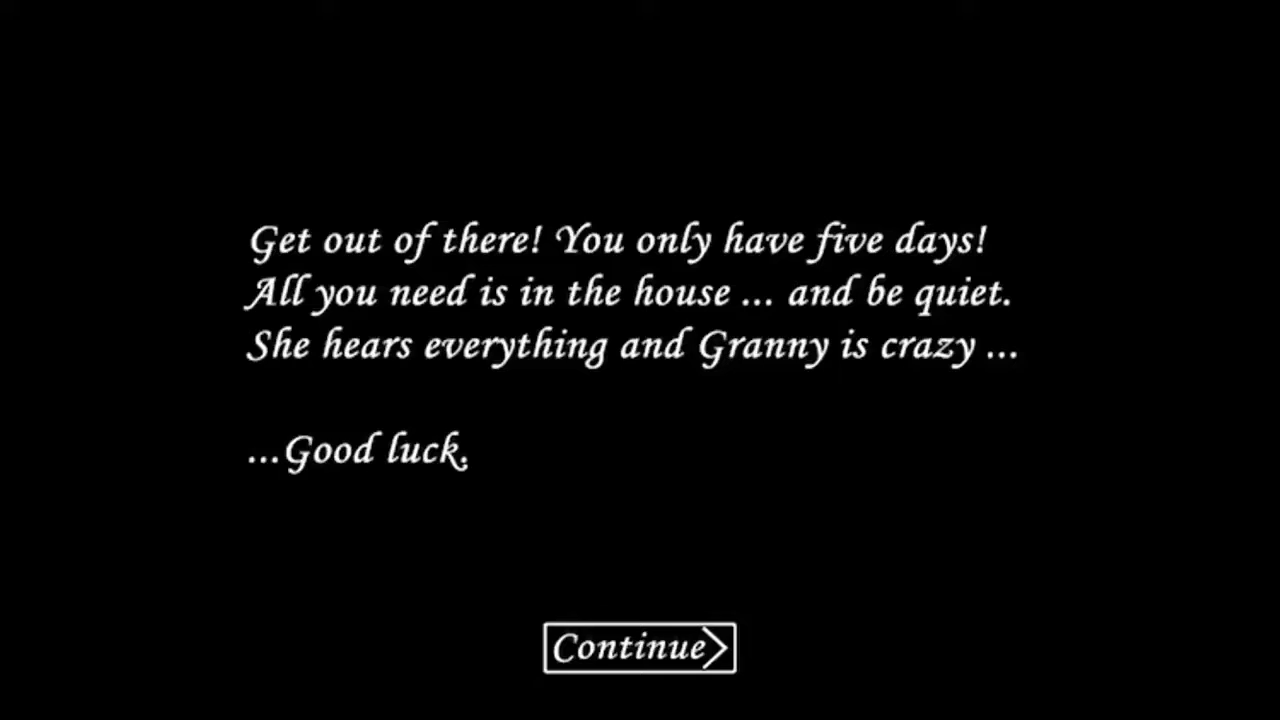 Get out of there! You only have five days!
All you need is in the house ... and be quiet.
She hears everything and Granny is crazy ...
...Good luck.
Continue>